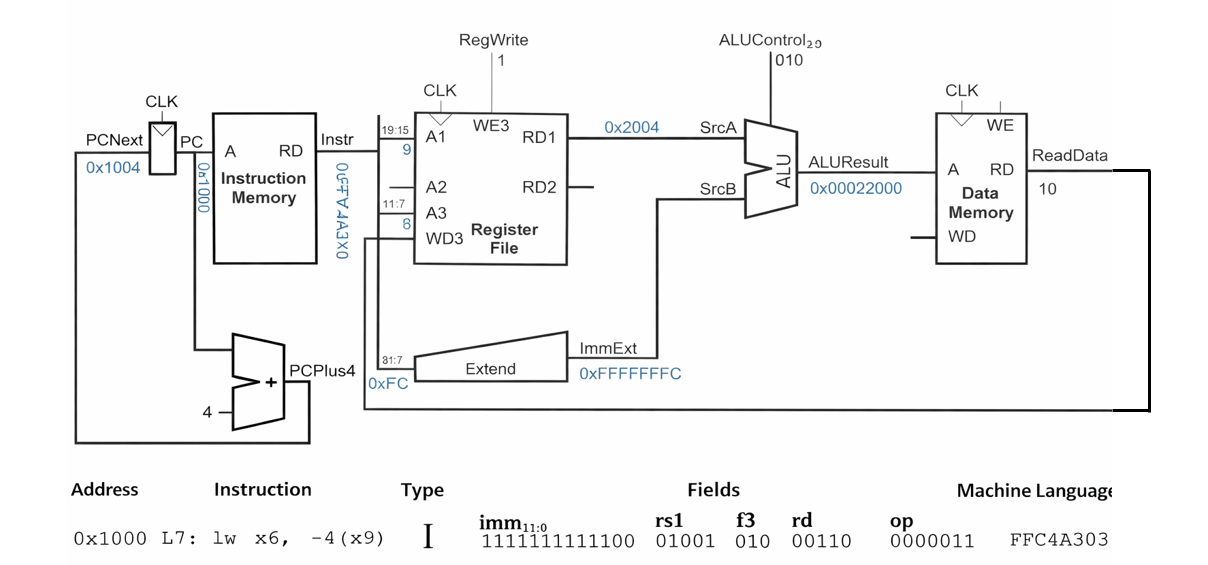 RegWrite
1
ALUControl₂₀
010
CLK
CLK
CLK
PCNext
PC
0x1004
A
RD
Instruction
Memory
Instr
19:15
9
A1
WE3
RD1
0x2004
SrcA
A2
RD2
11:7
8
A3
WD3
Register
File
SrcB
ALU
ALUResult
0x00022000
WE
A
RD
Data
Memory
WD
ReadData
10
PCPlus4
+
4
31:7
0xFC
Extend
ImmExt
0xFFFFFFFC
Address Instruction Type Fields Machine Language
imm₁₁:₀ rs1 f3 rd op
0x1000 L7: lw x6, -4(x9) I 1111111111100 01001 010 00110 0000011 FFC4A303